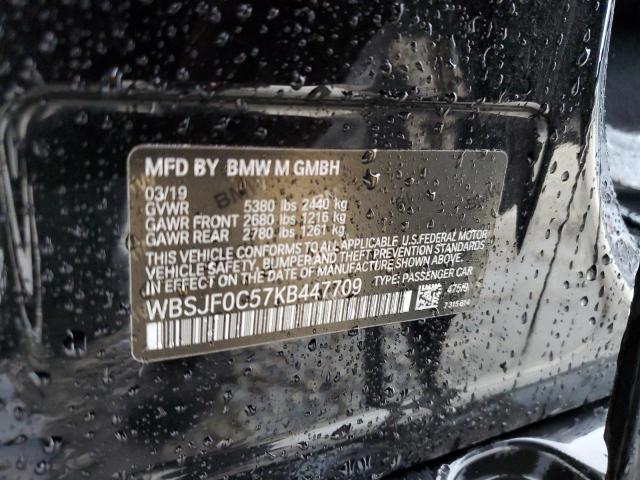 MFD BY BMW M GMBH
03/19
GVWR 5380 lbs 2440 kg
GAWR FRONT 2680 lbs 1216 kg
GAWR REAR 2780 lbs 1261 kg
THIS VEHICLE CONFORMS TO ALL APPLICABLE U.S. FEDERAL MOTOR
VEHICLE SAFETY, BUMPER AND THEFT PREVENTION STANDARDS
IN EFFECT ON THE DATE OF MANUFACTURE SHOWN ABOVE.
TYPE: PASSENGER CAR
WBSJF0C57KB447709
475/9